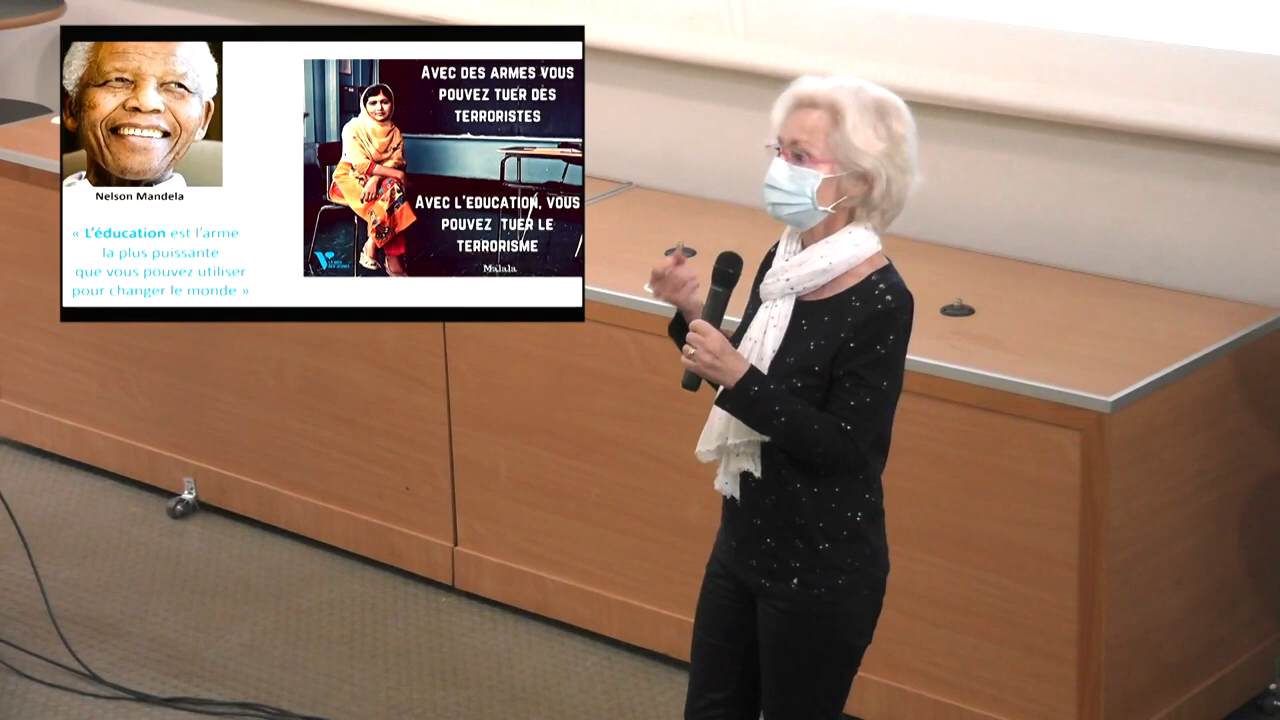 Nelson Mandela
« L'éducation est l'arme
la plus puissante
que vous pouvez utiliser
pour changer le monde »
AVEC DES ARMES VOUS
POUVEZ TUER DES
TERRORISTES
AVEC L'EDUCATION, VOUS
POUVEZ TUER LE
TERRORISME
Malala